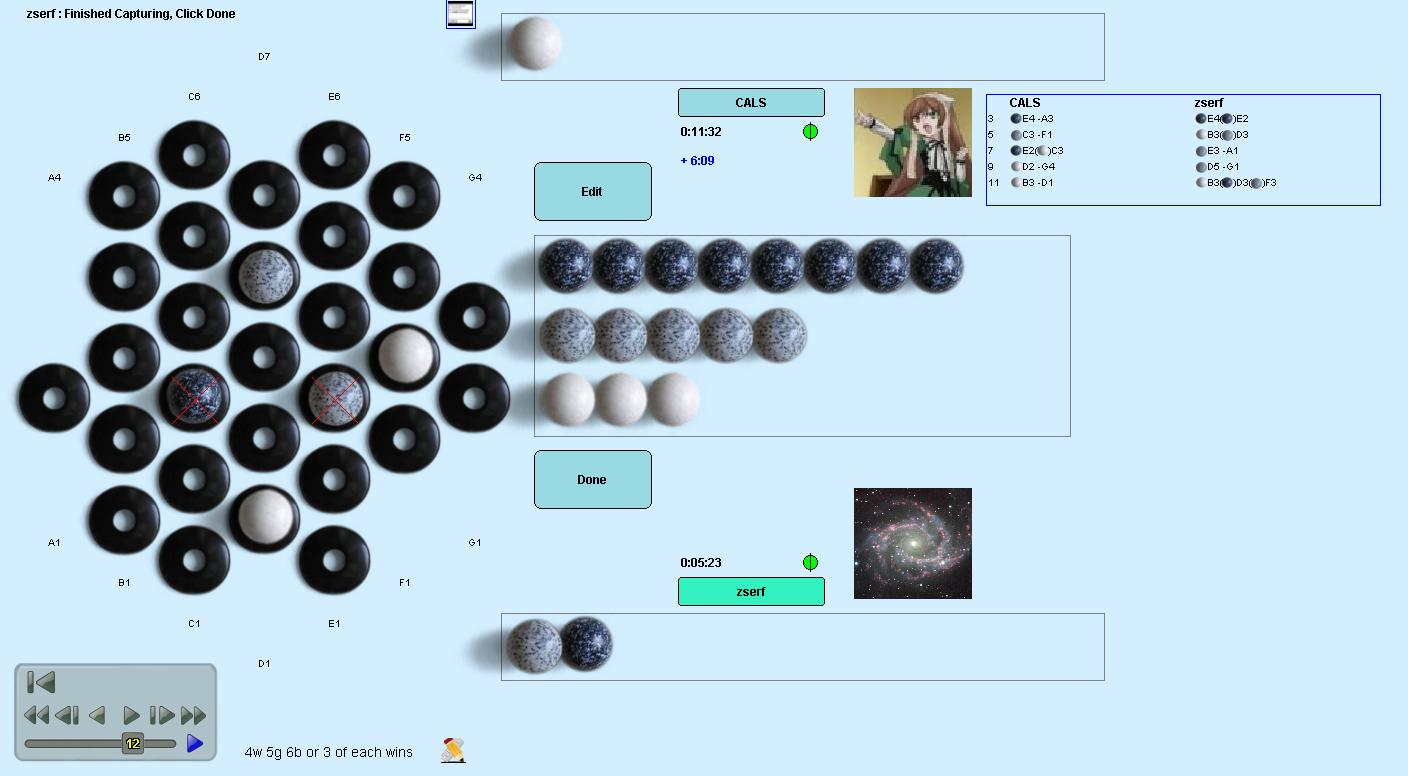 zserf : Finished Capturing, Click Done
D7
C6
E6
B5
F5
A4
G4
A1
G1
B1
F1
C1
E1
D1
CALS
0:11:32
+ 6:09
Edit
Done
0:05:23
zserf
CALS zserf
3 E4 -A3 E4( )E2
5 C3 -F1 B3( )D3
7 E2( )C3 E3 -A1
9 D2 -G4 D5 -G1
11 B3 -D1 B3( )D3( )F3
12
4w 5g 6b or 3 of each wins